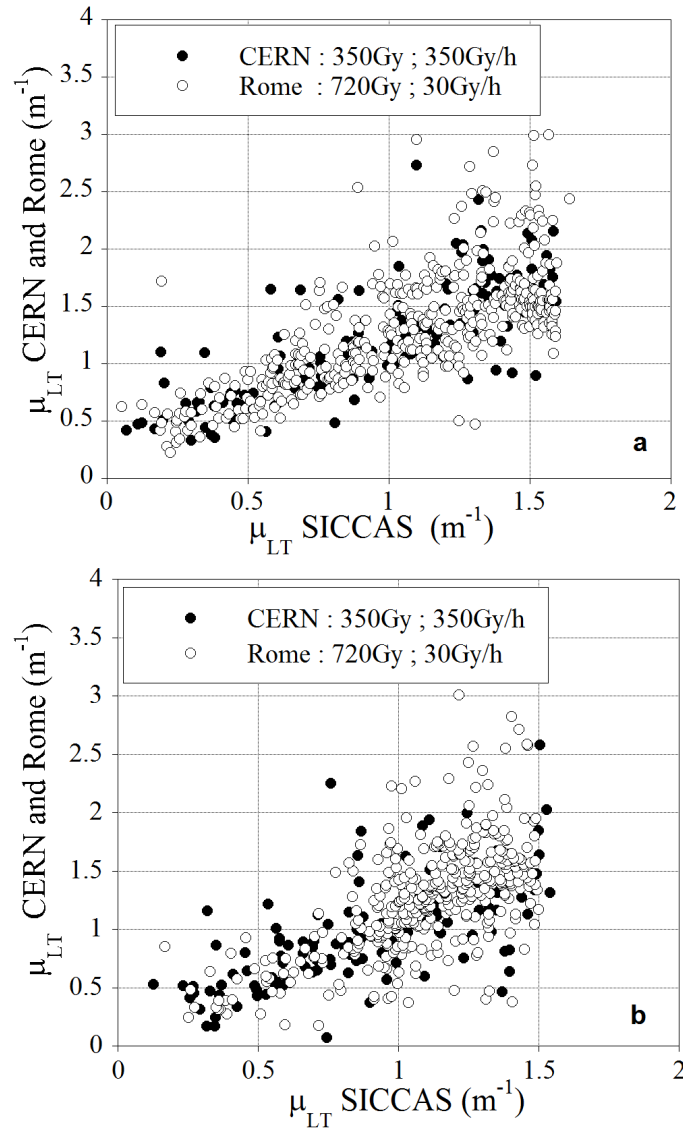 4
CERN : 350Gy ; 350Gy/h
3.5
Rome : 720Gy ; 30Gy/h
3
2.5
2
1.5
1
0.5
0
μLT CERN and Rome (m-1)
a
0.5
1
1.5
2
μLT SICCAS (m-1)
4
CERN : 350Gy ; 350Gy/h
3.5
Rome : 720Gy ; 30Gy/h
3
2.5
2
1.5
1
0.5
0
μLT CERN and Rome (m-1)
b
0
0.5
1
1.5
2
μLT SICCAS (m-1)